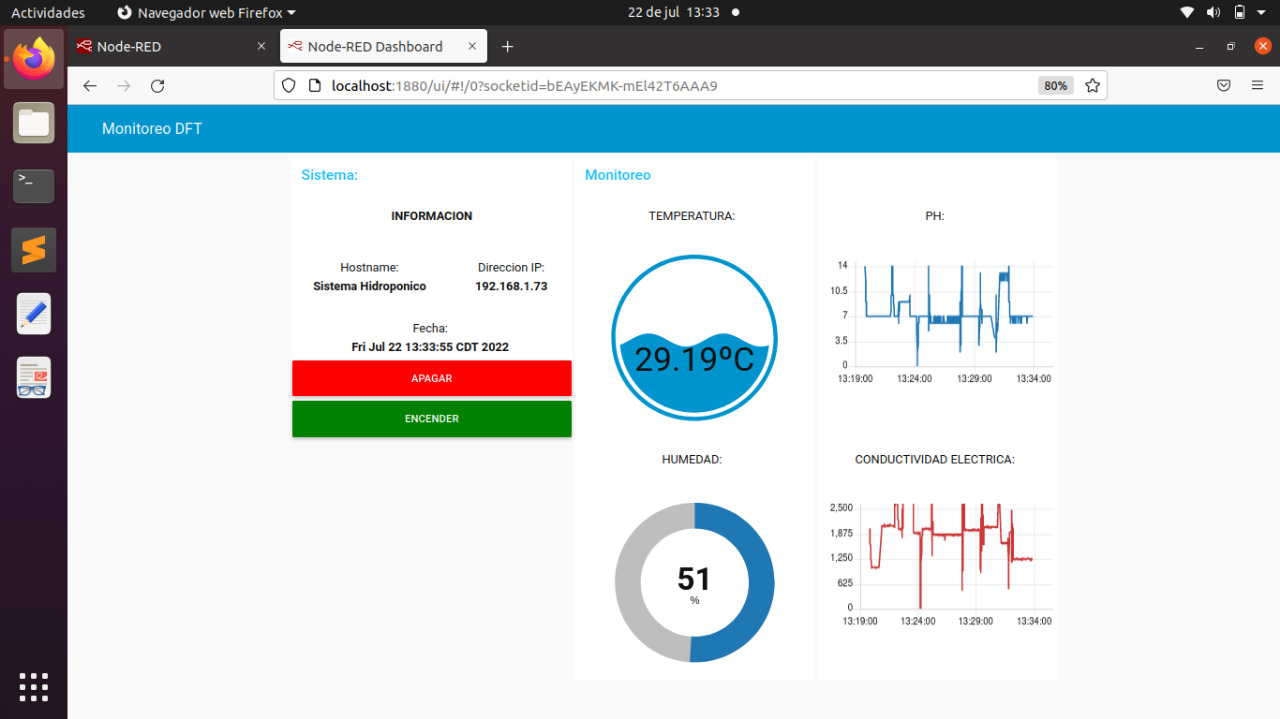 Actividades
Navegador web Firefox
22 de jul 13:33
Node-RED
Node-RED Dashboard
localhost:1880/ui/#!/0?socketid=bEAyEKMK-mEl42T6AAA9
80%
Monitoreo DFT
Sistema:
INFORMACION
Hostname:
Direccion IP:
Sistema Hidroponico
192.168.1.73
Fecha:
Fri Jul 22 13:33:55 CDT 2022
APAGAR
ENCENDER
Monitoreo
TEMPERATURA:
29.19ºC
HUMEDAD:
51
%
PH:
14
10.5
7
3.5
0
13:19:00 13:24:00 13:29:00 13:34:00
CONDUCTIVIDAD ELECTRICA:
2,500
1,875
1,250
625
0
13:19:00 13:24:00 13:29:00 13:34:00